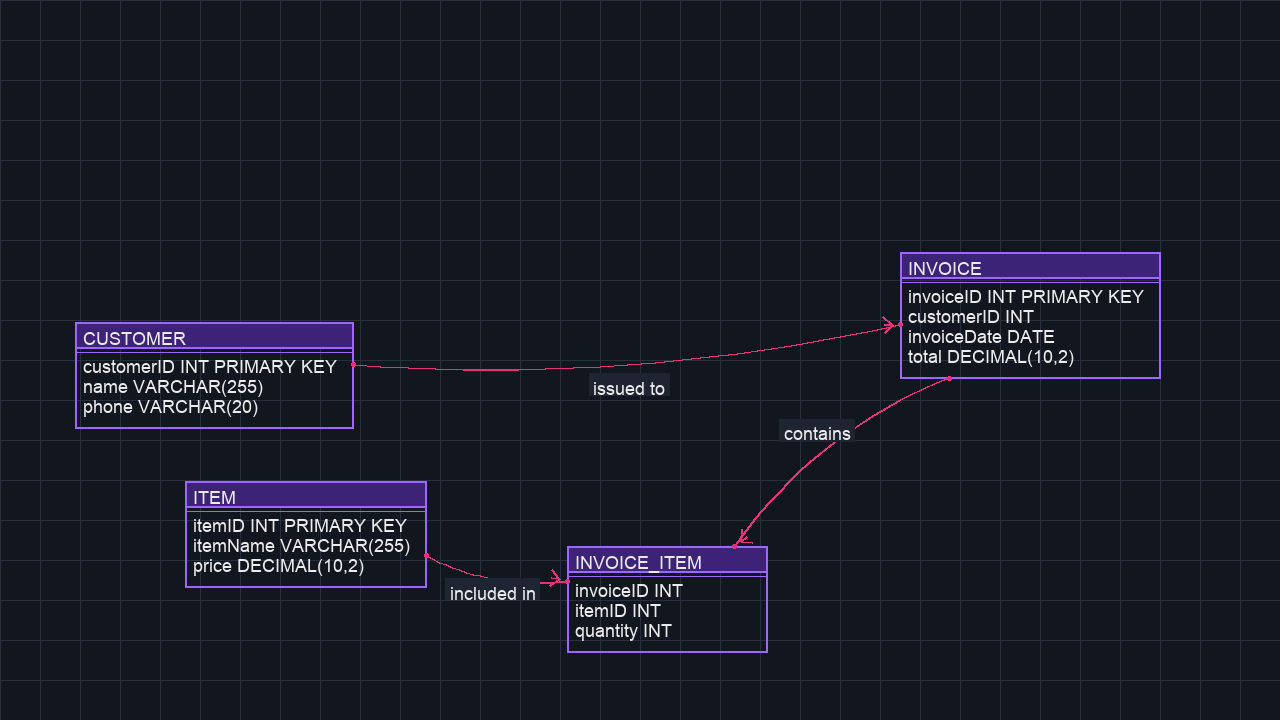 INVOICE
invoiceID INT PRIMARY KEY
customerID INT
invoiceDate DATE
total DECIMAL(10,2)
CUSTOMER
customerID INT PRIMARY KEY
name VARCHAR(255)
phone VARCHAR(20)
issued to
contains
ITEM
itemID INT PRIMARY KEY
itemName VARCHAR(255)
price DECIMAL(10,2)
included in
INVOICE_ITEM
invoiceID INT
itemID INT
quantity INT